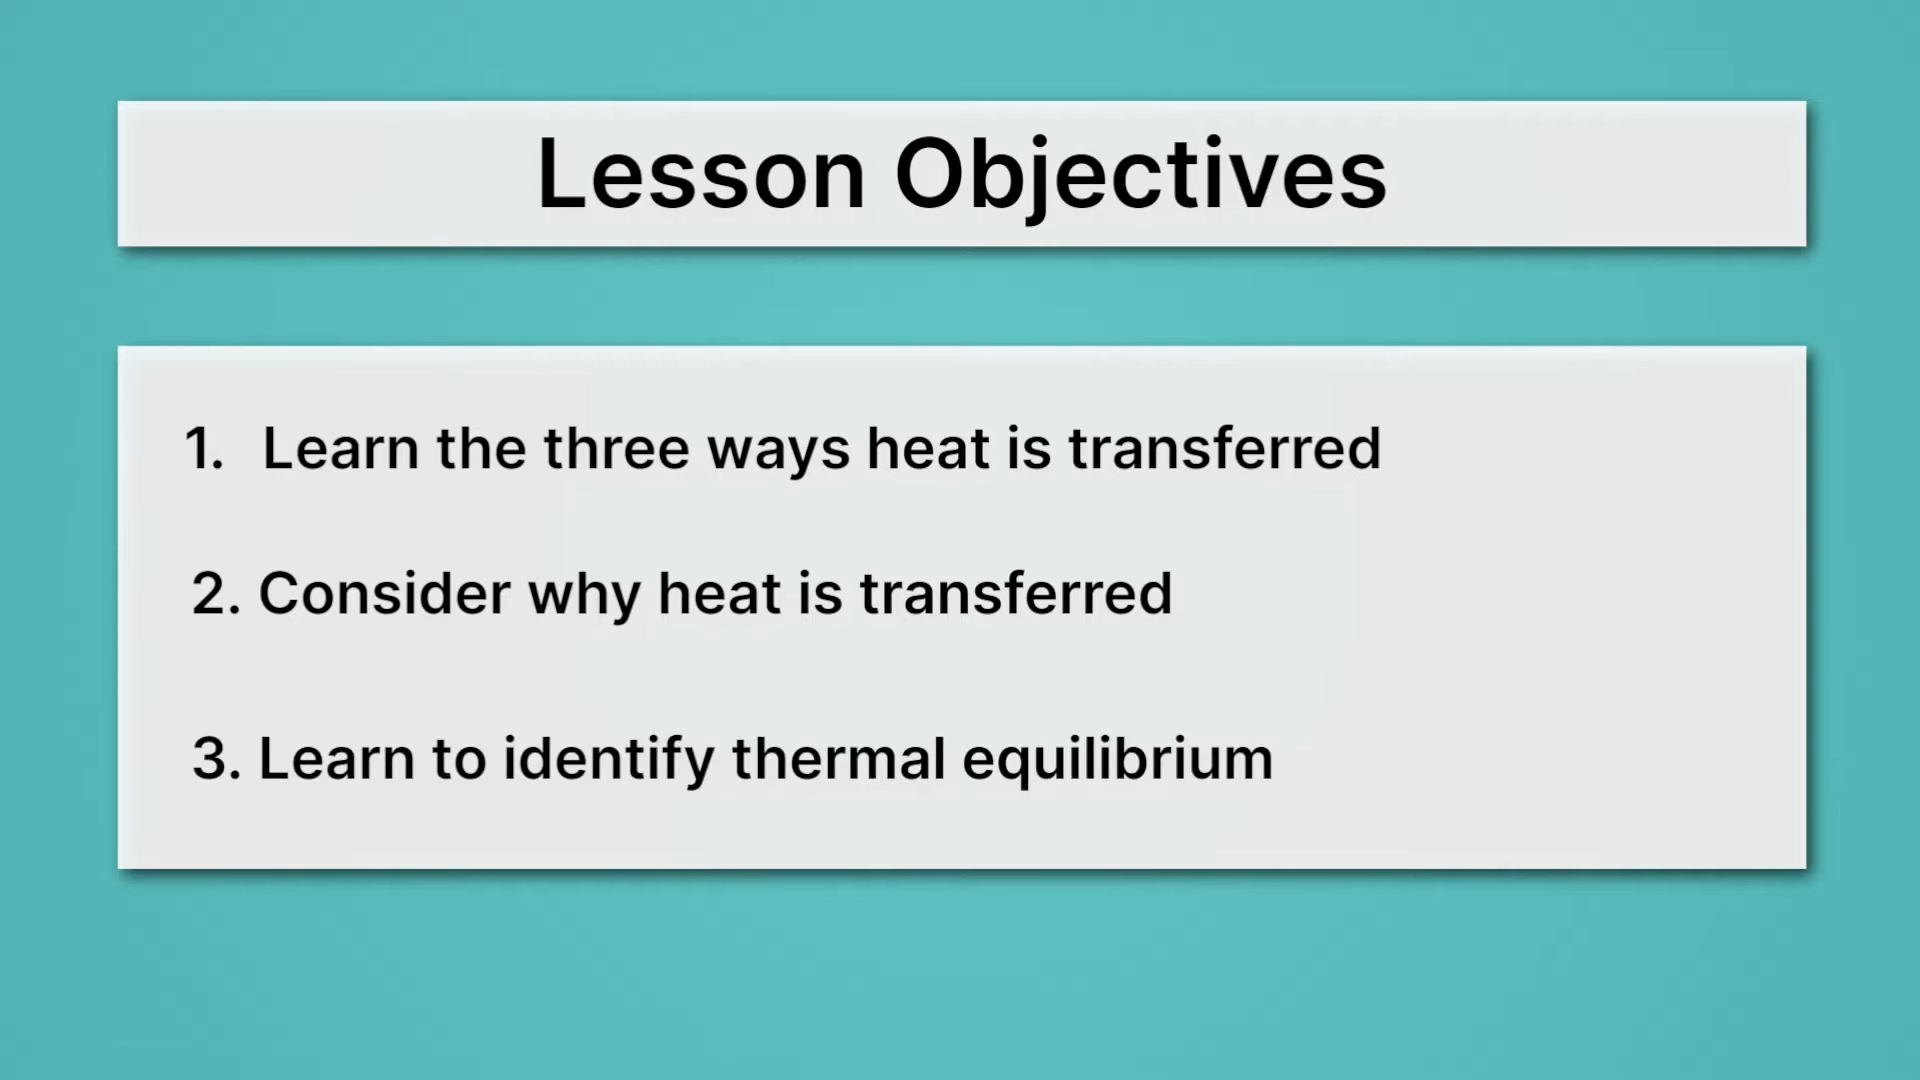 Lesson Objectives
1. Learn the three ways heat is transferred
2. Consider why heat is transferred
3. Learn to identify thermal equilibrium